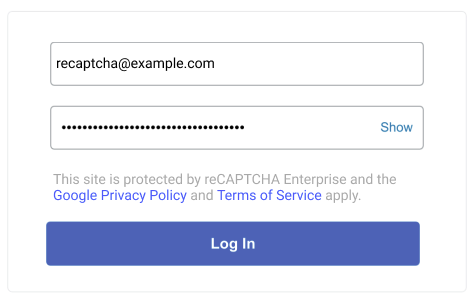 recaptcha@example.com
••••••••••••••••••••••••••••••••••• Show
This site is protected by reCAPTCHA Enterprise and the
Google Privacy Policy and Terms of Service apply.
Log In